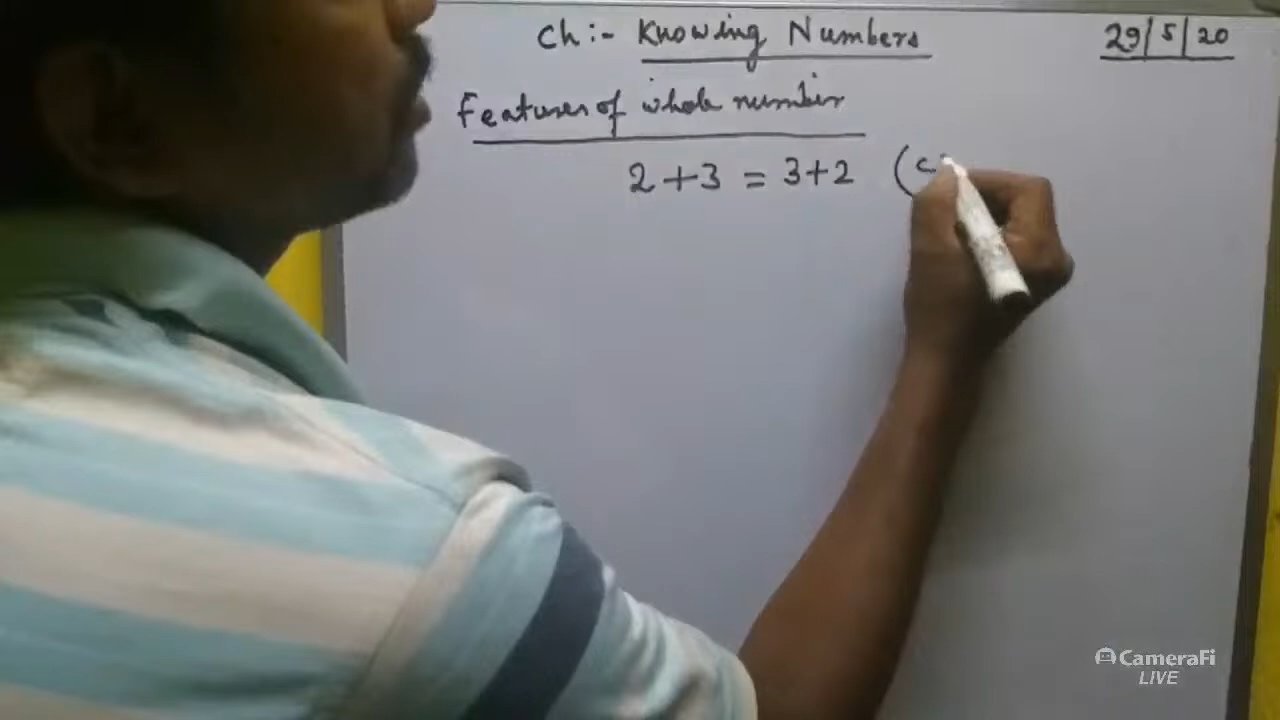 Ch :- Knowing Numbers
29/5/20
Features of whole number
2 + 3 = 3 + 2 (c
CameraFi
LIVE